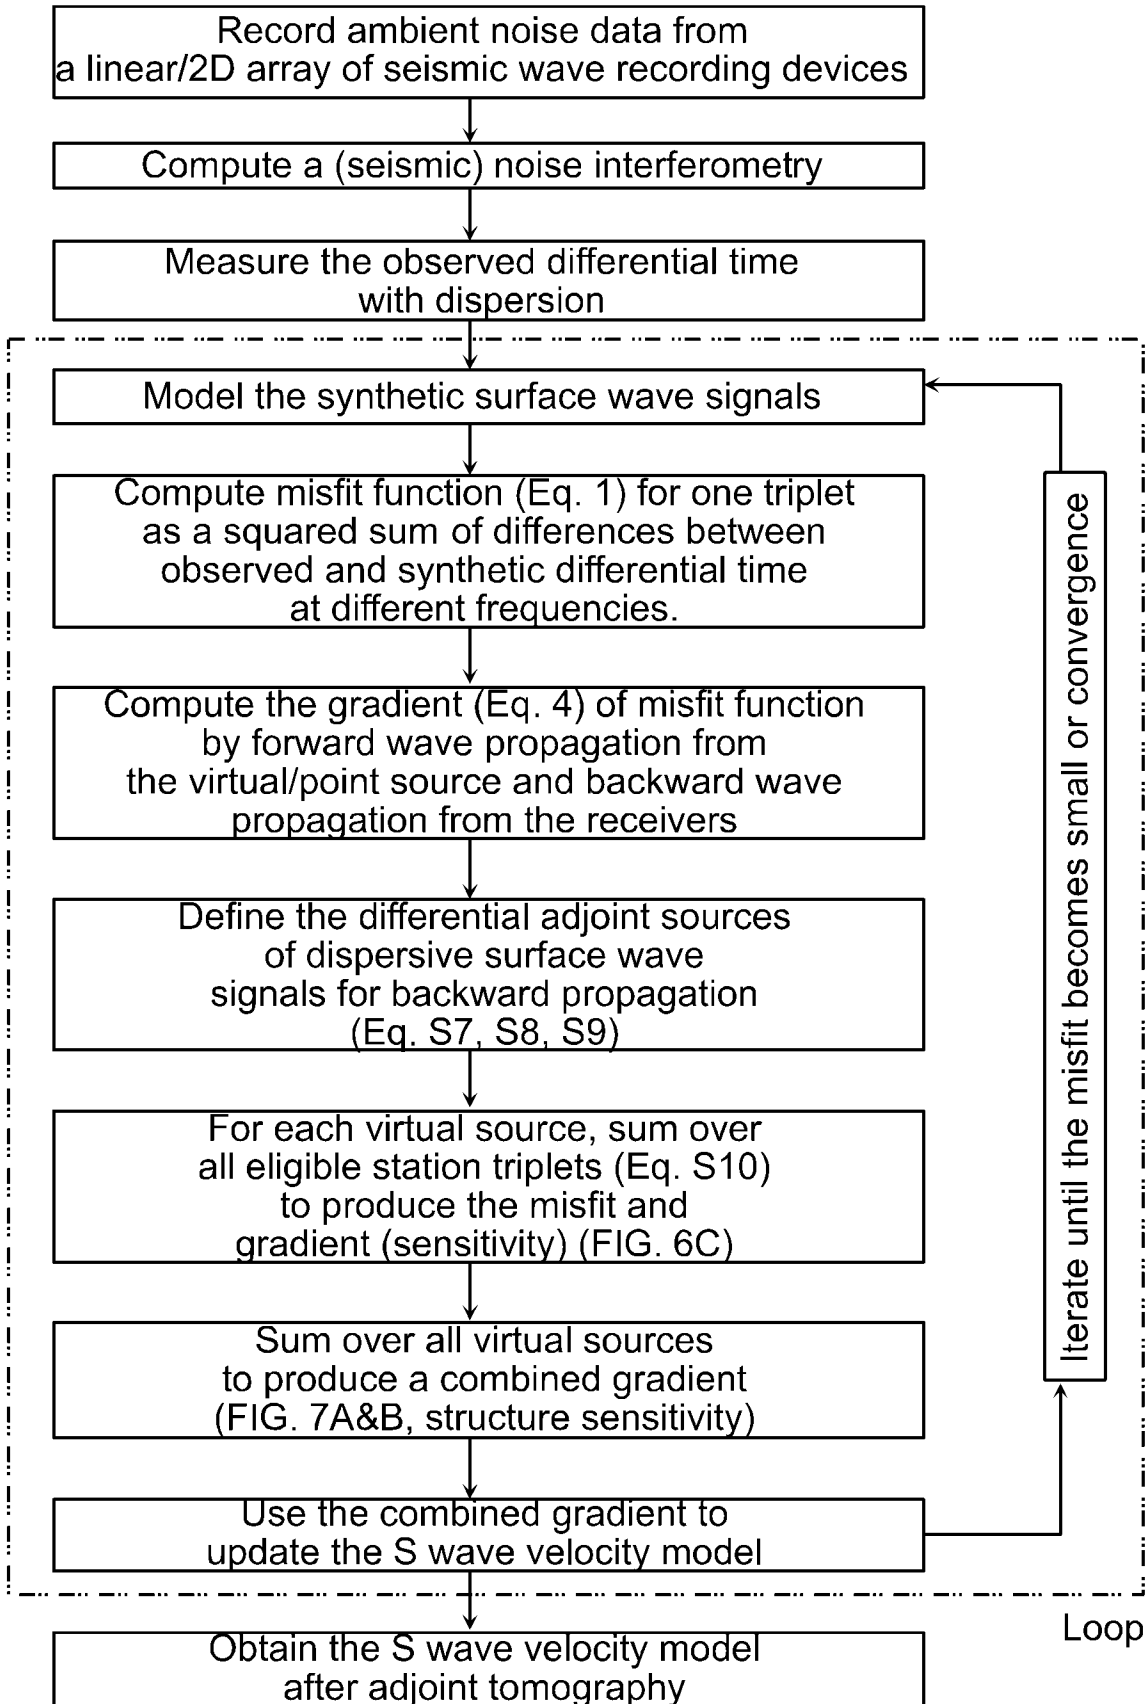 Record ambient noise data from
a linear/2D array of seismic wave recording devices
Compute a (seismic) noise interferometry
Measure the observed differential time
with dispersion
Model the synthetic surface wave signals
Compute misfit function (Eq. 1) for one triplet
as a squared sum of differences between
observed and synthetic differential time
at different frequencies.
Compute the gradient (Eq. 4) of misfit function
by forward wave propagation from
the virtual/point source and backward wave
propagation from the receivers
Define the differential adjoint sources
of dispersive surface wave
signals for backward propagation
(Eq. S7, S8, S9)
For each virtual source, sum over
all eligible station triplets (Eq. S10)
to produce the misfit and
gradient (sensitivity) (FIG. 6C)
Sum over all virtual sources
to produce a combined gradient
(FIG. 7A&B, structure sensitivity)
Use the combined gradient to
update the S wave velocity model
Iterate until the misfit becomes small or convergence
Loop
Obtain the S wave velocity model
after adjoint tomography